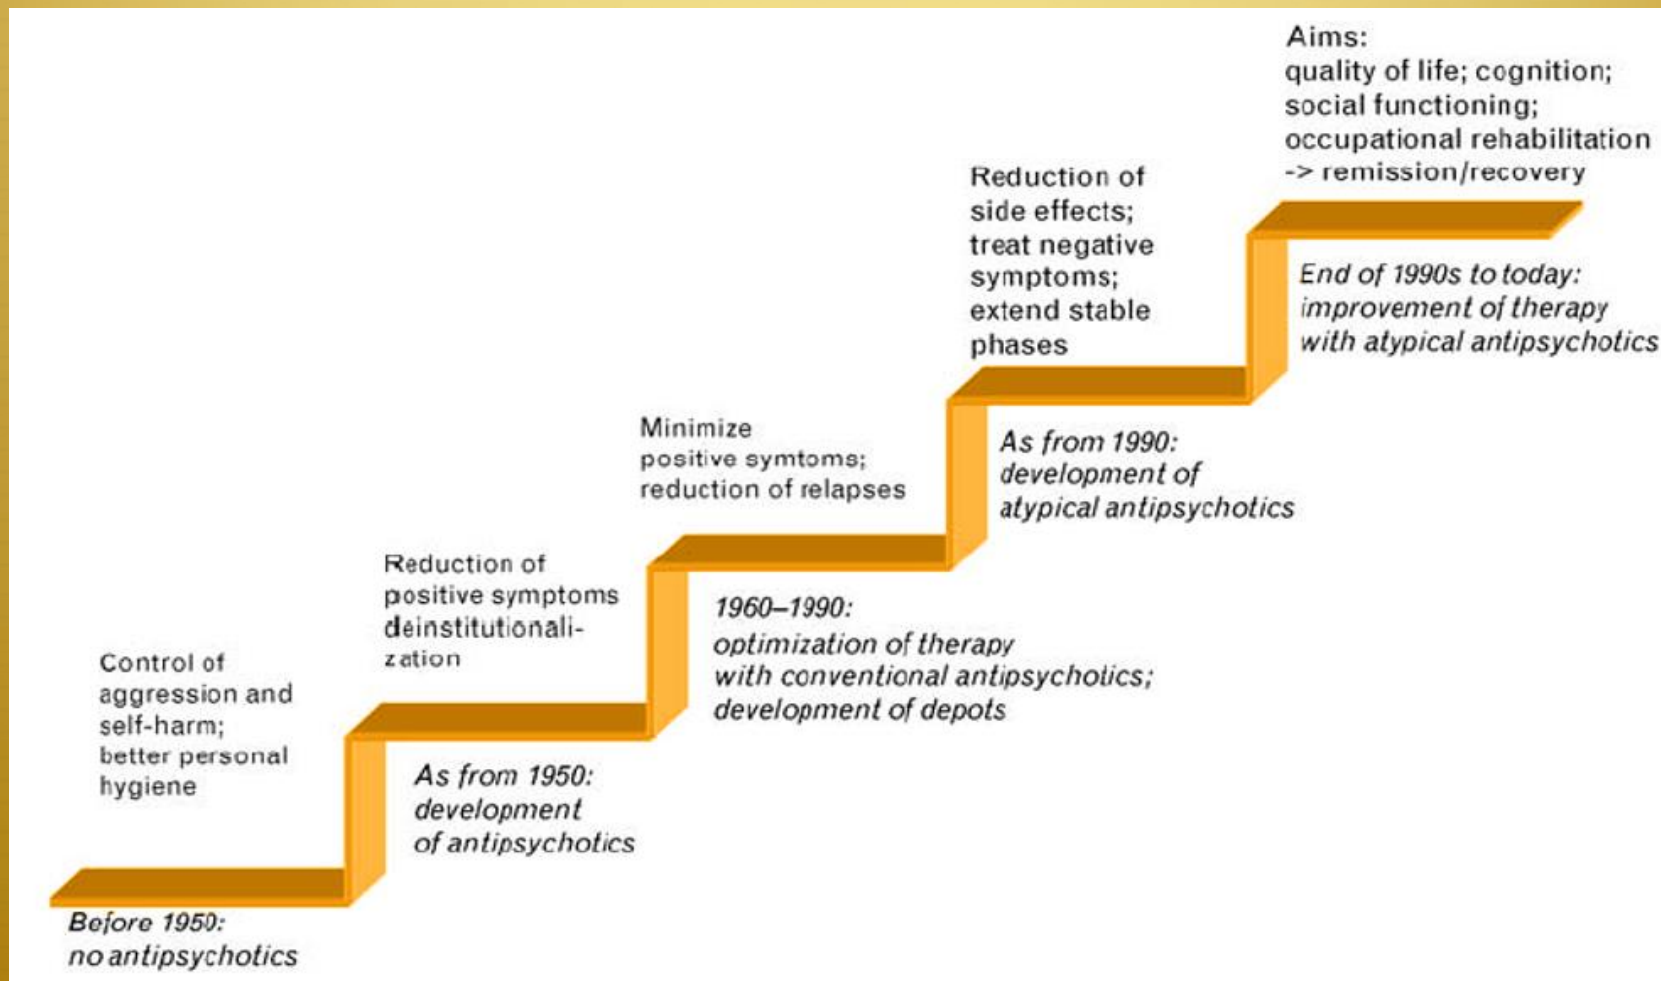 Control of
aggression and
self-harm;
better personal
hygiene
Before 1950:
no antipsychotics
Reduction of
positive symptoms
deinstitutionali-
zation
As from 1950:
development
of antipsychotics
Minimize
positive symtoms;
reduction of relapses
1960–1990:
optimization of therapy
with conventional antipsychotics;
development of depots
Reduction of
side effects;
treat negative
symptoms;
extend stable
phases
As from 1990:
development of
atypical antipsychotics
Aims:
quality of life; cognition;
social functioning;
occupational rehabilitation
-> remission/recovery
End of 1990s to today:
improvement of therapy
with atypical antipsychotics